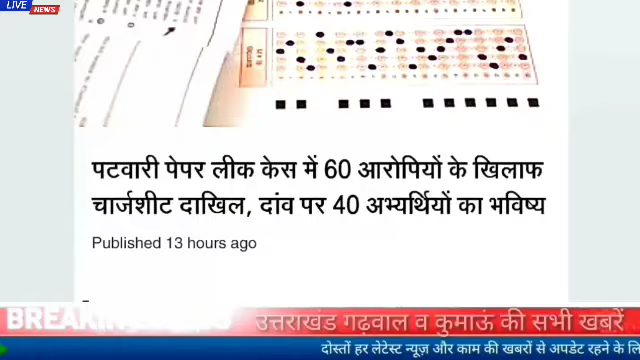 LIVE
NEWS
पटवारी पेपर लीक केस में 60 आरोपियों के खिलाफ
चार्जशीट दाखिल, दांव पर 40 अभ्यर्थियों का भविष्य
Published 13 hours ago
उत्तराखंड गढ़वाल व कुमाऊं की सभी खबरें
दोस्तों हर लेटेस्ट न्यूज़ और काम की खबरों से अपडेट रहने के लि